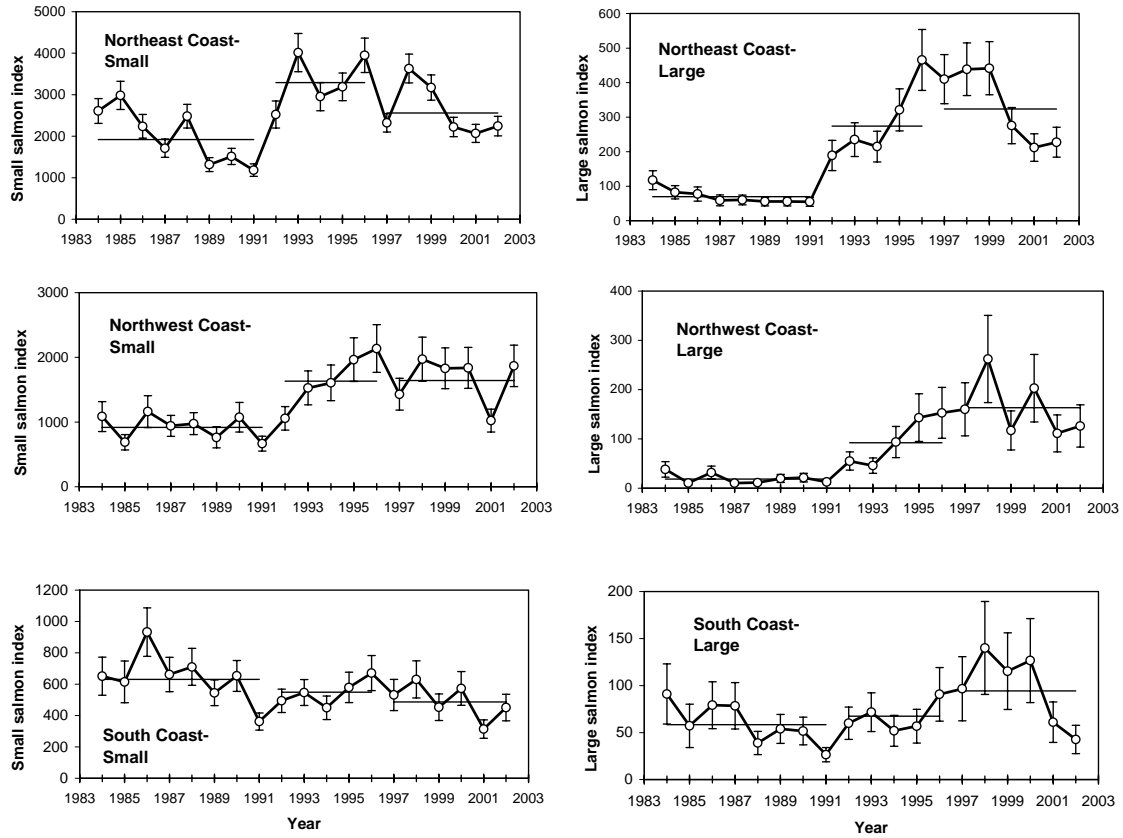 Northeast Coast-
Small
Small salmon index
5000
4000
3000
2000
1000
0
1983 1985 1987 1989 1991 1993 1995 1997 1999 2001 2003
Northeast Coast-
Large
Large salmon index
600
500
400
300
200
100
0
1983 1985 1987 1989 1991 1993 1995 1997 1999 2001 2003
Northwest Coast-
Small
Small salmon index
3000
2000
1000
0
1983 1985 1987 1989 1991 1993 1995 1997 1999 2001 2003
Northwest Coast-
Large
Large salmon index
400
300
200
100
0
1983 1985 1987 1989 1991 1993 1995 1997 1999 2001 2003
South Coast-
Small
Small salmon index
1200
1000
800
600
400
200
0
1983 1985 1987 1989 1991 1993 1995 1997 1999 2001 2003
Year
South Coast-
Large
Large salmon index
200
150
100
50
0
1983 1985 1987 1989 1991 1993 1995 1997 1999 2001 2003
Year